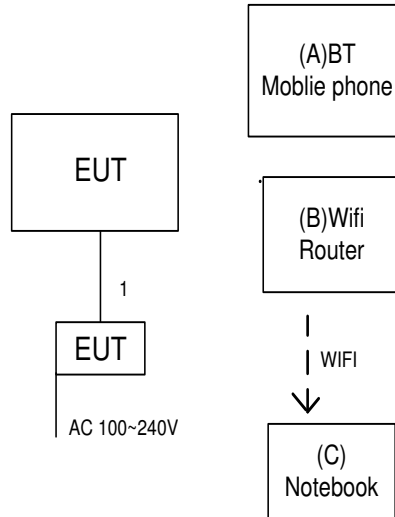 (A)BT
Moblie phone
EUT
(B)Wifi
Router
1
EUT
WIFI
AC 100~240V
(C)
Notebook